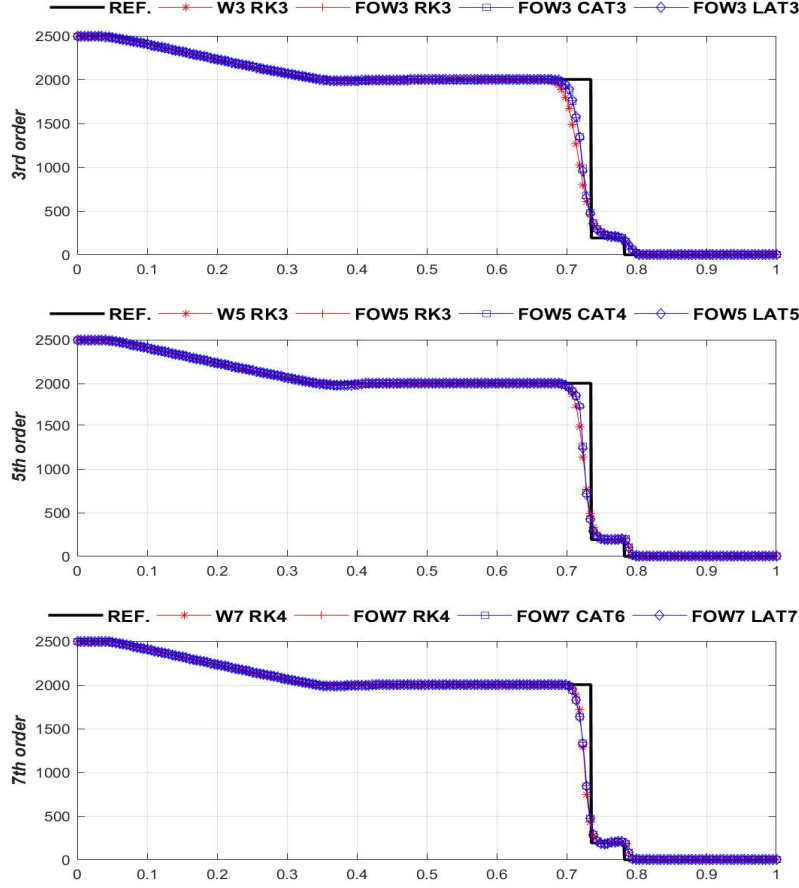 REF. W3 RK3 FOW3 RK3 FOW3 CAT3 FOW3 LAT3
2500
2000
1500
1000
500
0
3rd order
0 0.1 0.2 0.3 0.4 0.5 0.6 0.7 0.8 0.9 1
REF. W5 RK3 FOW5 RK3 FOW5 CAT4 FOW5 LAT5
2500
2000
1500
1000
500
0
5th order
0 0.1 0.2 0.3 0.4 0.5 0.6 0.7 0.8 0.9 1
REF. W7 RK4 FOW7 RK4 FOW7 CAT6 FOW7 LAT7
2500
2000
1500
1000
500
0
7th order
0 0.1 0.2 0.3 0.4 0.5 0.6 0.7 0.8 0.9 1